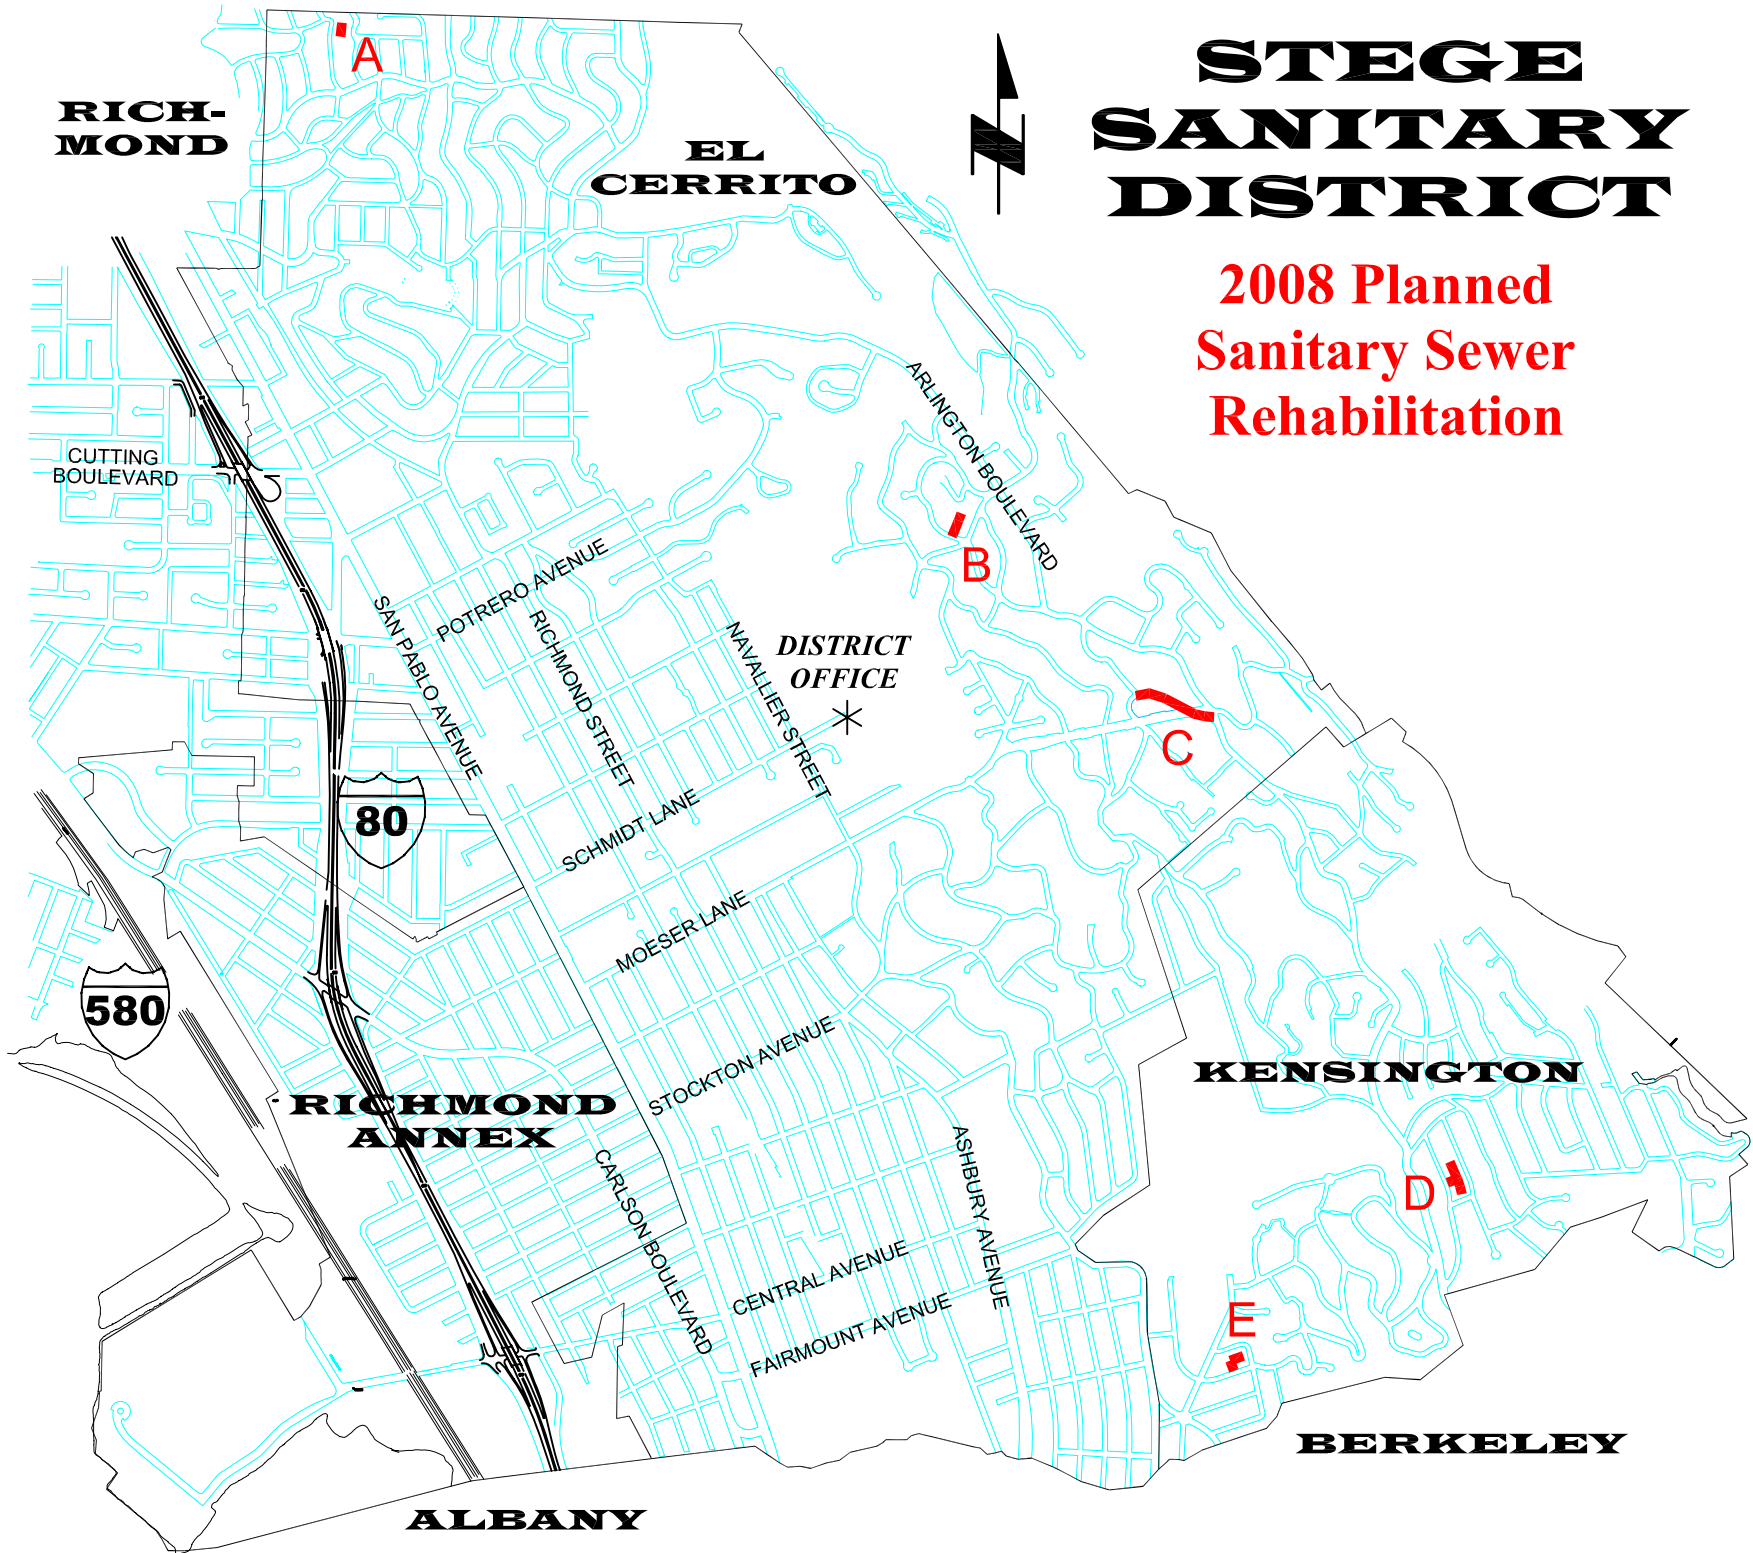 STEGE
SANITARY
DISTRICT
2008 Planned
Sanitary Sewer
Rehabilitation
N
A
RICH-
MOND
EL
CERRITO
ARLINGTON BOULEVARD
CUTTING
BOULEVARD
B
POTRERO AVENUE
SAN PABLO AVENUE
RICHMOND STREET
NAVALLIER STREET
DISTRICT
OFFICE
C
80
SCHMIDT LANE
MOESER LANE
580
STOCKTON AVENUE
KENSINGTON
RICHMOND
ANNEX
CARLSON BOULEVARD
ASHBURY AVENUE
D
CENTRAL AVENUE
FAIRMOUNT AVENUE
E
BERKELEY
ALBANY